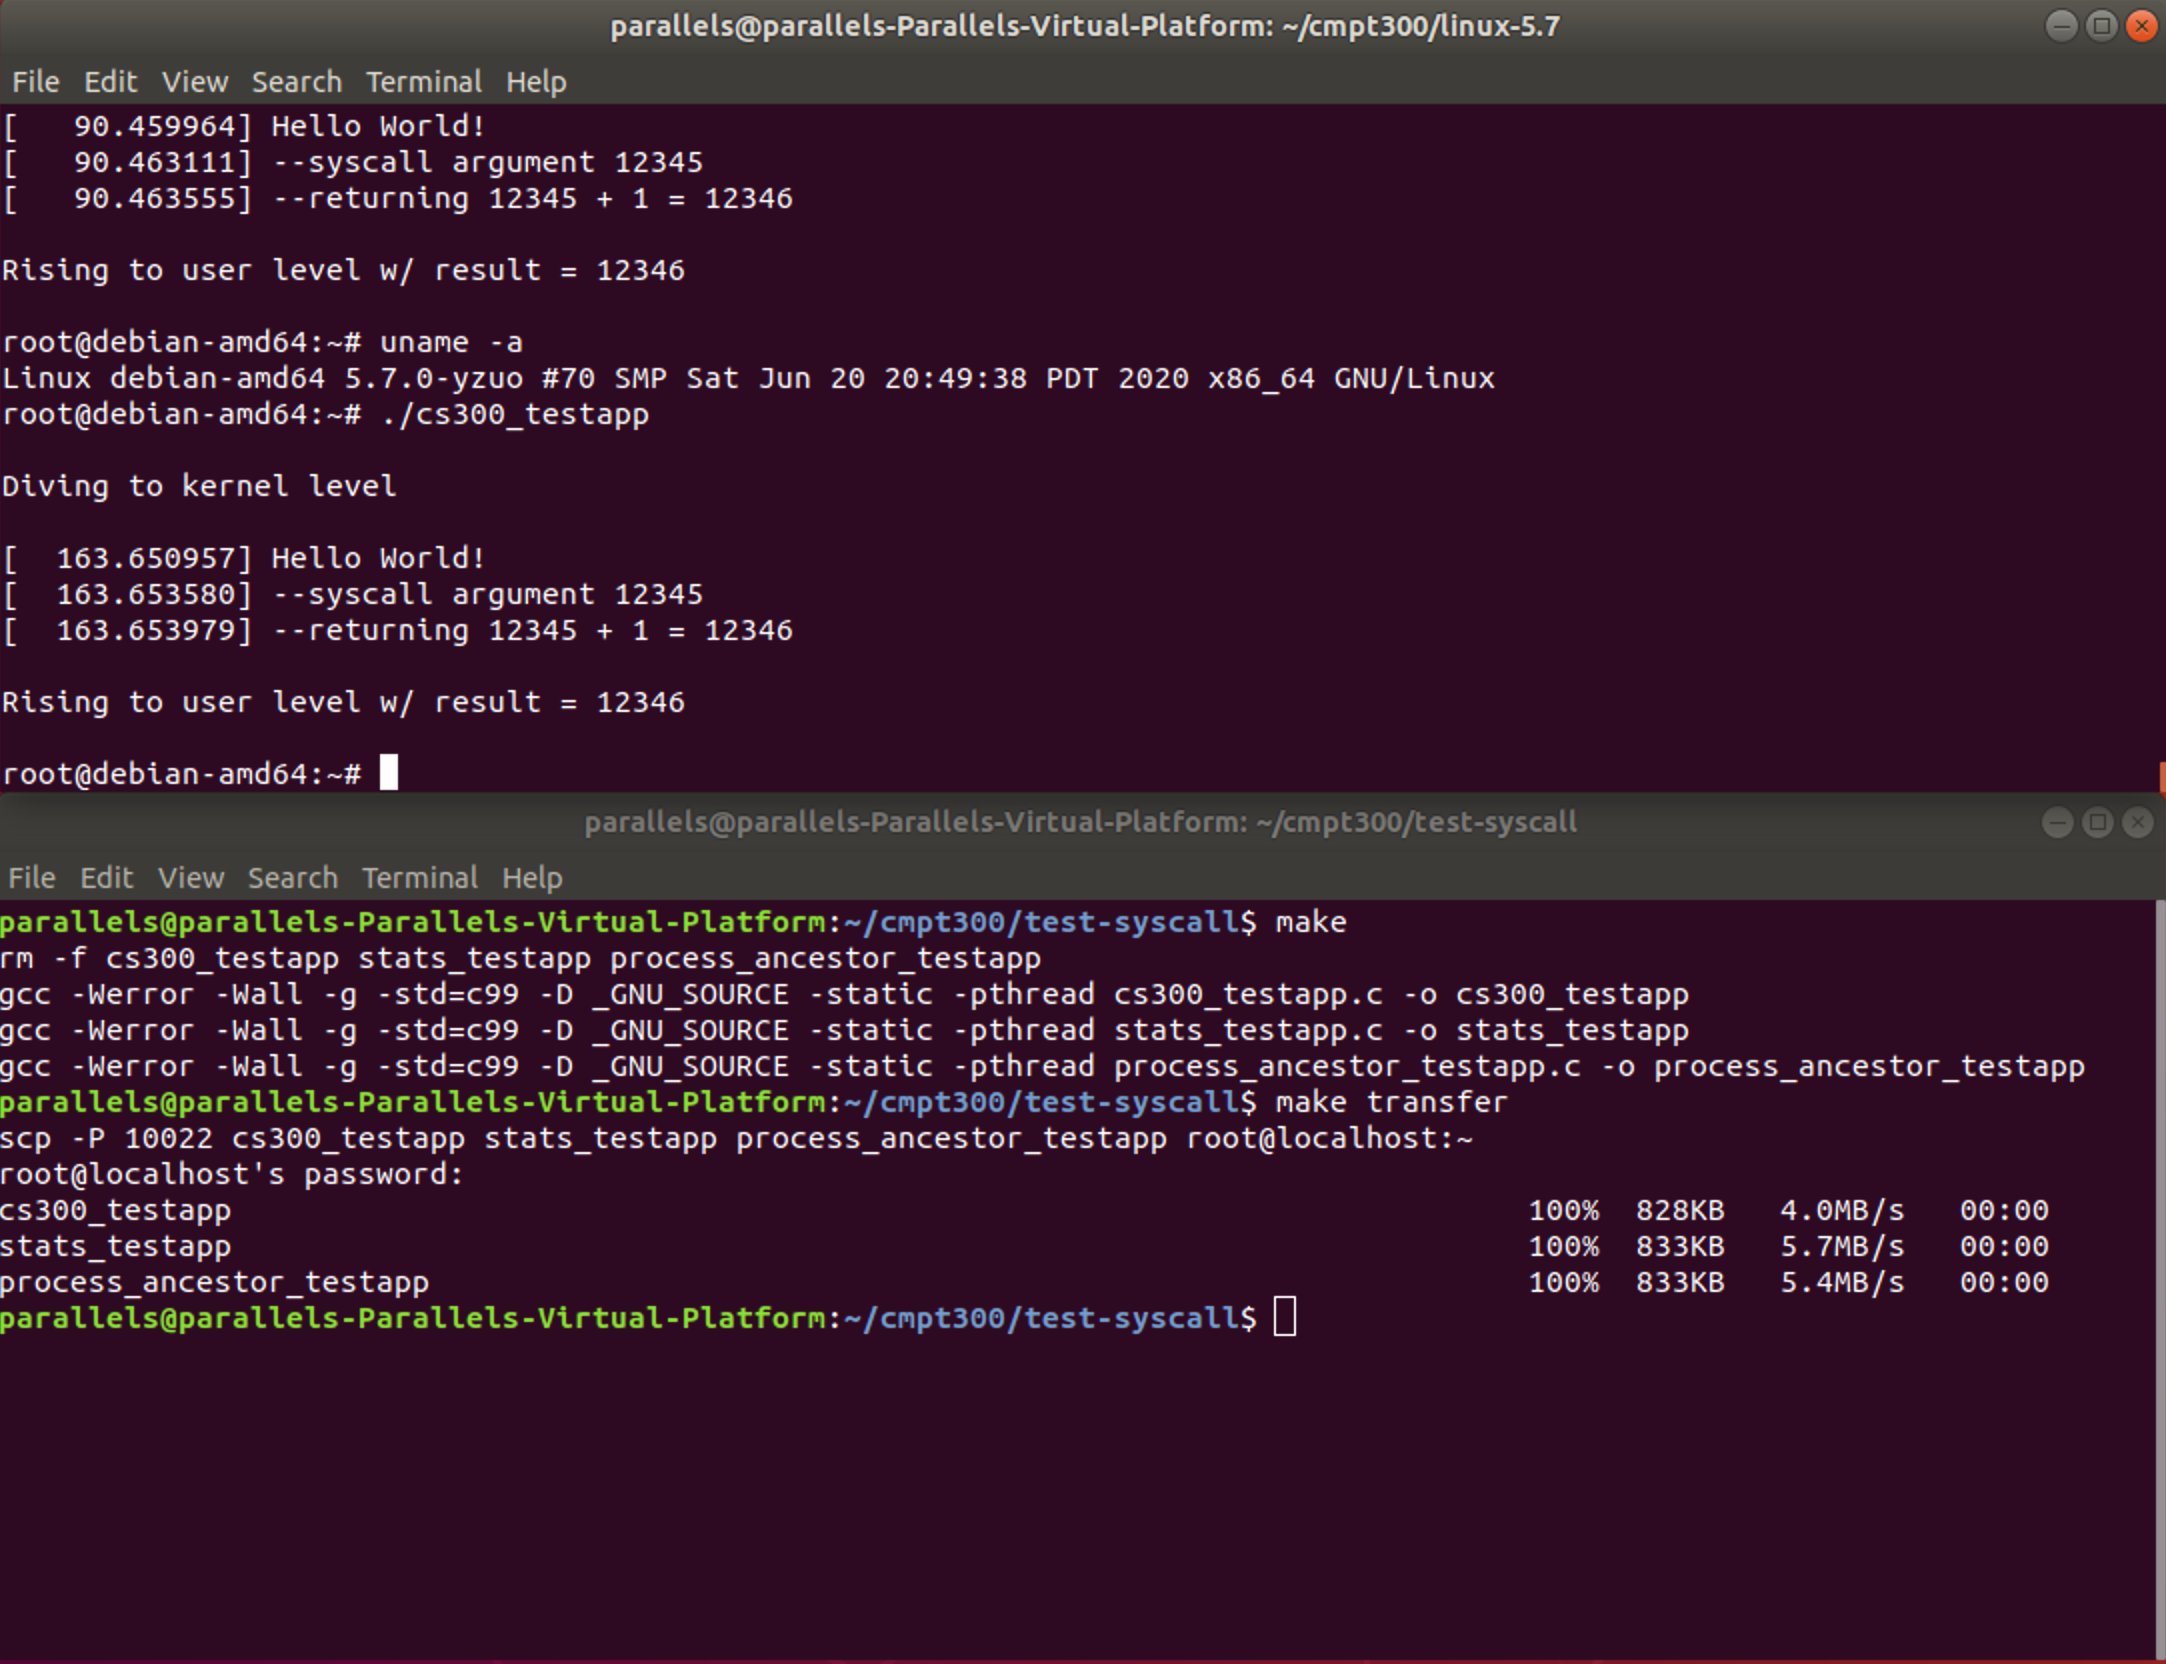 parallels@parallels-Parallels-Virtual-Platform: ~/cmpt300/linux-5.7
File Edit View Search Terminal Help
[   90.459964] Hello World!
[   90.463111] --syscall argument 12345
[   90.463555] --returning 12345 + 1 = 12346
Rising to user level w/ result = 12346
root@debian-amd64:~# uname -a
Linux debian-amd64 5.7.0-yzuo #70 SMP Sat Jun 20 20:49:38 PDT 2020 x86_64 GNU/Linux
root@debian-amd64:~# ./cs300_testapp
Diving to kernel level
[  163.650957] Hello World!
[  163.653580] --syscall argument 12345
[  163.653979] --returning 12345 + 1 = 12346
Rising to user level w/ result = 12346
root@debian-amd64:~#
parallels@parallels-Parallels-Virtual-Platform: ~/cmpt300/test-syscall
File Edit View Search Terminal Help
parallels@parallels-Parallels-Virtual-Platform:~/cmpt300/test-syscall$ make
rm -f cs300_testapp stats_testapp process_ancestor_testapp
gcc -Werror -Wall -g -std=c99 -D _GNU_SOURCE -static -pthread cs300_testapp.c -o cs300_testapp
gcc -Werror -Wall -g -std=c99 -D _GNU_SOURCE -static -pthread stats_testapp.c -o stats_testapp
gcc -Werror -Wall -g -std=c99 -D _GNU_SOURCE -static -pthread process_ancestor_testapp.c -o process_ancestor_testapp
parallels@parallels-Parallels-Virtual-Platform:~/cmpt300/test-syscall$ make transfer
scp -P 10022 cs300_testapp stats_testapp process_ancestor_testapp root@localhost:~
root@localhost's password:
cs300_testapp 100% 828KB 4.0MB/s 00:00
stats_testapp 100% 833KB 5.7MB/s 00:00
process_ancestor_testapp 100% 833KB 5.4MB/s 00:00
parallels@parallels-Parallels-Virtual-Platform:~/cmpt300/test-syscall$